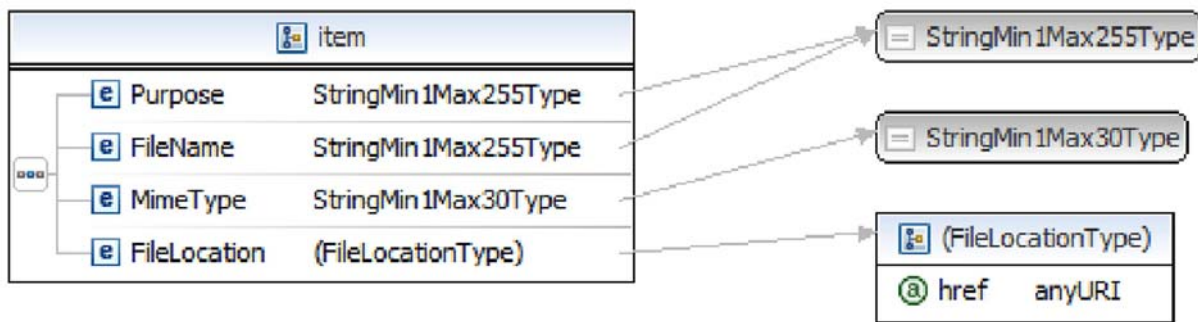 item
Purpose StringMin1Max255Type
FileName StringMin1Max255Type
MimeType StringMin1Max30Type
FileLocation (FileLocationType)
StringMin1Max255Type
StringMin1Max30Type
(FileLocationType)
href anyURI